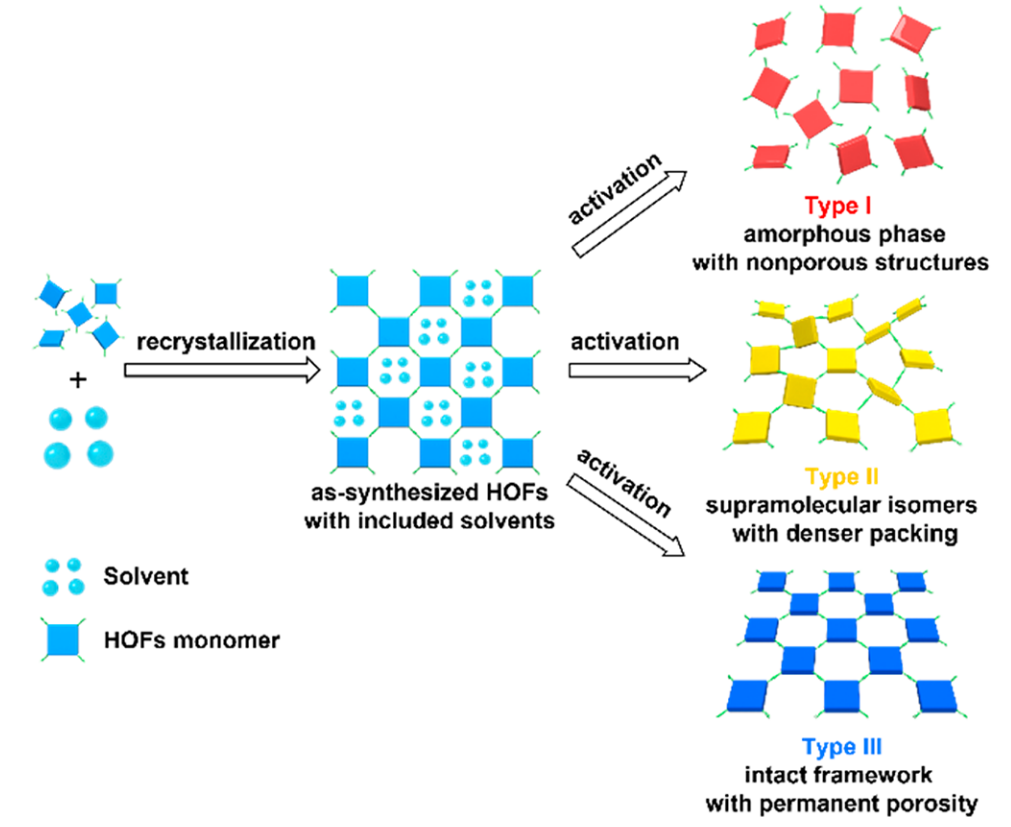 activation
Type I
amorphous phase
with nonporous structures
+
recrystallization
activation
as-synthesized HOFs
with included solvents
Type II
supramolecular isomers
with denser packing
activation
Solvent
HOFs monomer
Type III
intact framework
with permanent porosity